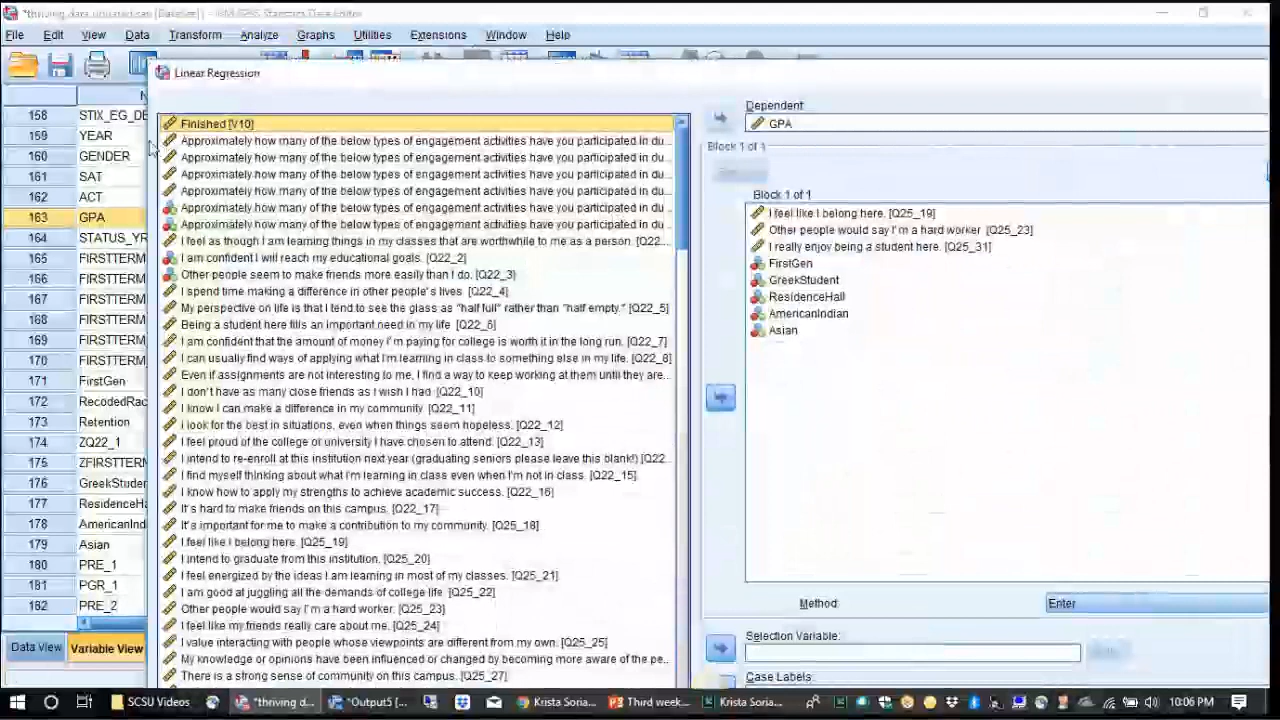 *thriving data updated.sav [DataSet1] - IBM SPSS Statistics Data Editor
File Edit View Data Transform Analyze Graphs Utilities Extensions Window Help
Linear Regression
158 STIX_EG_DE
159 YEAR
160 GENDER
161 SAT
162 ACT
163 GPA
164 STATUS_YR
165 FIRSTTERM
166 FIRSTTERM
167 FIRSTTERM
168 FIRSTTERM
169 FIRSTTERM
170 FIRSTTERM
171 FirstGen
172 RecodedRac
173 Retention
174 ZQ22_1
175 ZFIRSTTERM
176 GreekStuden
177 ResidenceHa
178 AmericanInd
179 Asian
180 PRE_1
181 PGR_1
182 PRE_2
Data View Variable View
Finished [V10]
Approximately how many of the below types of engagement activities have you participated in du...
Approximately how many of the below types of engagement activities have you participated in du...
Approximately how many of the below types of engagement activities have you participated in du...
Approximately how many of the below types of engagement activities have you participated in du...
Approximately how many of the below types of engagement activities have you participated in du...
Approximately how many of the below types of engagement activities have you participated in du...
I feel as though I am learning things in my classes that are worthwhile to me as a person. [Q22...
I am confident I will reach my educational goals. [Q22_2]
Other people seem to make friends more easily than I do. [Q22_3]
I spend time making a difference in other people's lives. [Q22_4]
My perspective on life is that I tend to see the glass as "half full" rather than "half empty." [Q22_5]
Being a student here fills an important need in my life. [Q22_6]
I am confident that the amount of money I'm paying for college is worth it in the long run. [Q22_7]
I can usually find ways of applying what I'm learning in class to something else in my life. [Q22_8]
Even if assignments are not interesting to me, I find a way to keep working at them until they are...
I don't have as many close friends as I wish I had. [Q22_10]
I know I can make a difference in my community. [Q22_11]
I look for the best in situations, even when things seem hopeless. [Q22_12]
I feel proud of the college or university I have chosen to attend. [Q22_13]
I intend to re-enroll at this institution next year (graduating seniors please leave this blank!) [Q22...
I find myself thinking about what I'm learning in class even when I'm not in class. [Q22_15]
I know how to apply my strengths to achieve academic success. [Q22_16]
It's hard to make friends on this campus. [Q22_17]
It's important for me to make a contribution to my community. [Q25_18]
I feel like I belong here. [Q25_19]
I intend to graduate from this institution. [Q25_20]
I feel energized by the ideas I am learning in most of my classes. [Q25_21]
I am good at juggling all the demands of college life. [Q25_22]
Other people would say I'm a hard worker. [Q25_23]
I feel like my friends really care about me. [Q25_24]
I value interacting with people whose viewpoints are different from my own. [Q25_25]
My knowledge or opinions have been influenced or changed by becoming more aware of the pe...
There is a strong sense of community on this campus. [Q25_27]
Dependent
GPA
Block 1 of 1
Block 1 of 1
I feel like I belong here. [Q25_19]
Other people would say I'm a hard worker. [Q25_23]
I really enjoy being a student here. [Q25_31]
FirstGen
GreekStudent
ResidenceHall
AmericanIndian
Asian
Method: Enter
Selection Variable:
Case Labels:
SCSU Videos *thriving d... *Output5 [... Krista Soria... Third week... Krista Soria... 10:06 PM